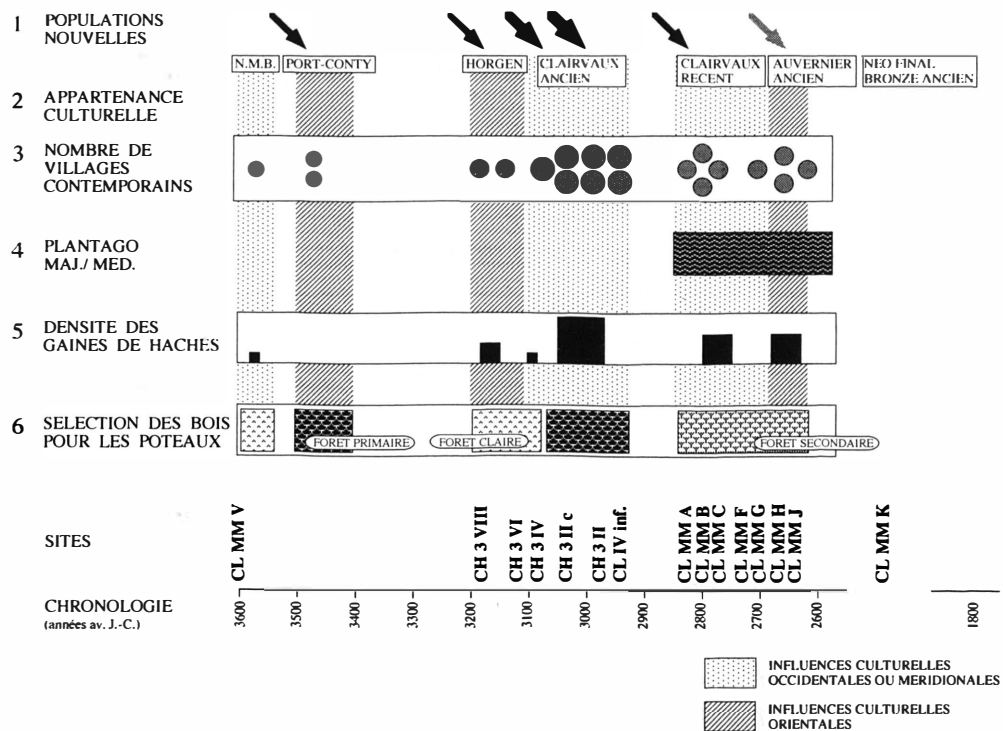 1 POPULATIONS
NOUVELLES
N.M.B.
PORT-CONTY
HORGEN
CLAIRVAUX
ANCIEN
CLAIRVAUX
RECENT
AUVERNIER
ANCIEN
NEO FINAL
BRONZE ANCIEN
2 APPARTENANCE
CULTURELLE
3 NOMBRE DE
VILLAGES
CONTEMPORAINS
4 PLANTAGO
MAJ./ MED.
5 DENSITE DES
GAINES DE HACHES
6 SELECTION DES BOIS
POUR LES POTEAUX
FORET PRIMAIRE
FORET CLAIRE
FORET SECONDAIRE
SITES
CL MM V
CH 3 VIII
CH 3 VI
CH 3 IV
CH 3 II c
CH 3 II
CL IV inf.
CL MM A
CL MM B
CL MM C
CL MM F
CL MM G
CL MM H
CL MM J
CL MM K
CHRONOLOGIE
(années av. J.-C.)
3600
3500
3400
3300
3200
3100
3000
2900
2800
2700
2600
1800
INFLUENCES CULTURELLES
OCCIDENTALES OU MERIDIONALES
INFLUENCES CULTURELLES
ORIENTALES